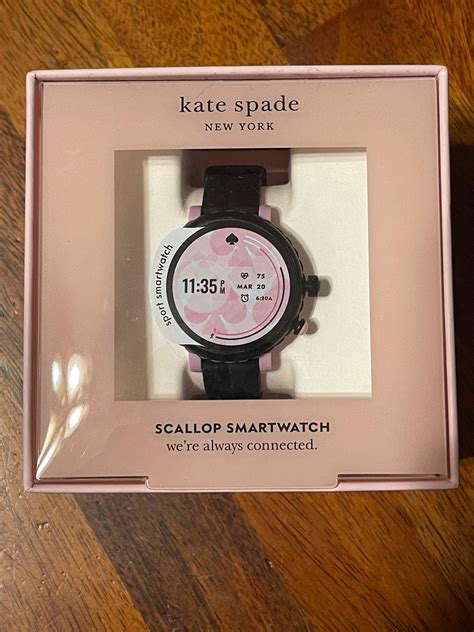 kate spade
NEW YORK
sport smartwatch
11:35 PM
75
MAR 20
6:20A
SCALLOP SMARTWATCH
we're always connected.